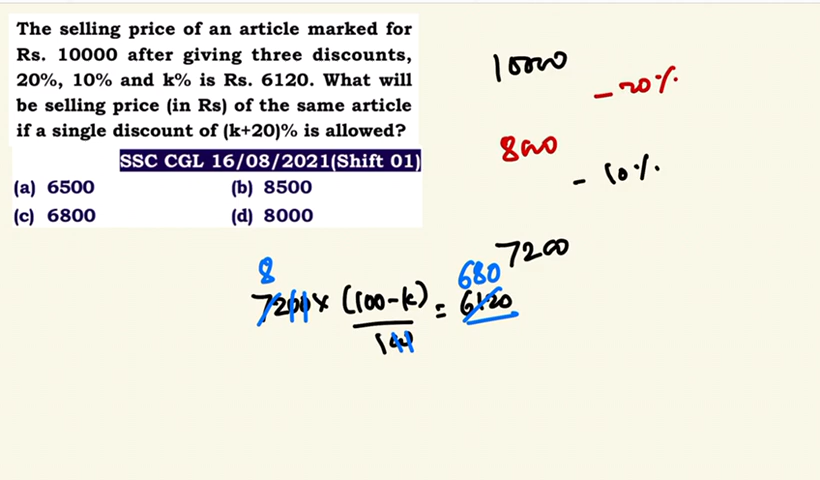 The selling price of an article marked for
Rs. 10000 after giving three discounts,
20%, 10% and k% is Rs. 6120. What will
be selling price (in Rs) of the same article
if a single discount of (k+20)% is allowed?
SSC CGL 16/08/2021(Shift 01)
(a) 6500 (b) 8500
(c) 6800 (d) 8000
10000
-20%
8000
-10%
7200
8 680
7200 × (100-k) = 6120
100